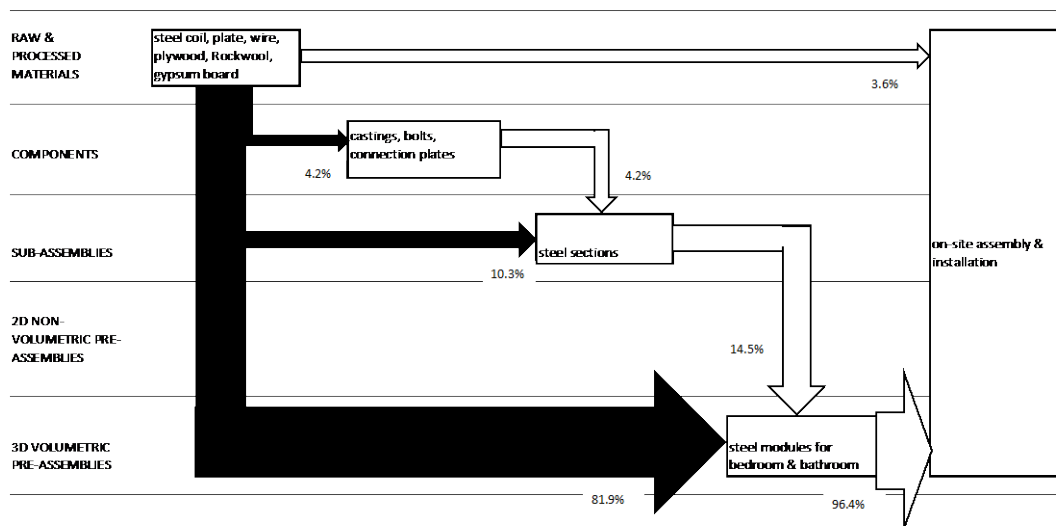 RAW &
PROCESSED
MATERIALS
steel coil, plate, wire,
plywood, Rockwool,
gypsum board
3.6%
COMPONENTS
castings, bolts,
connection plates
4.2%
4.2%
SUB-ASSEMBLIES
steel sections
10.3%
on-site assembly &
installation
2D NON-
VOLUMETRIC PRE-
ASSEMBLIES
14.5%
3D VOLUMETRIC
PRE-ASSEMBLIES
steel modules for
bedroom & bathroom
81.9%
96.4%